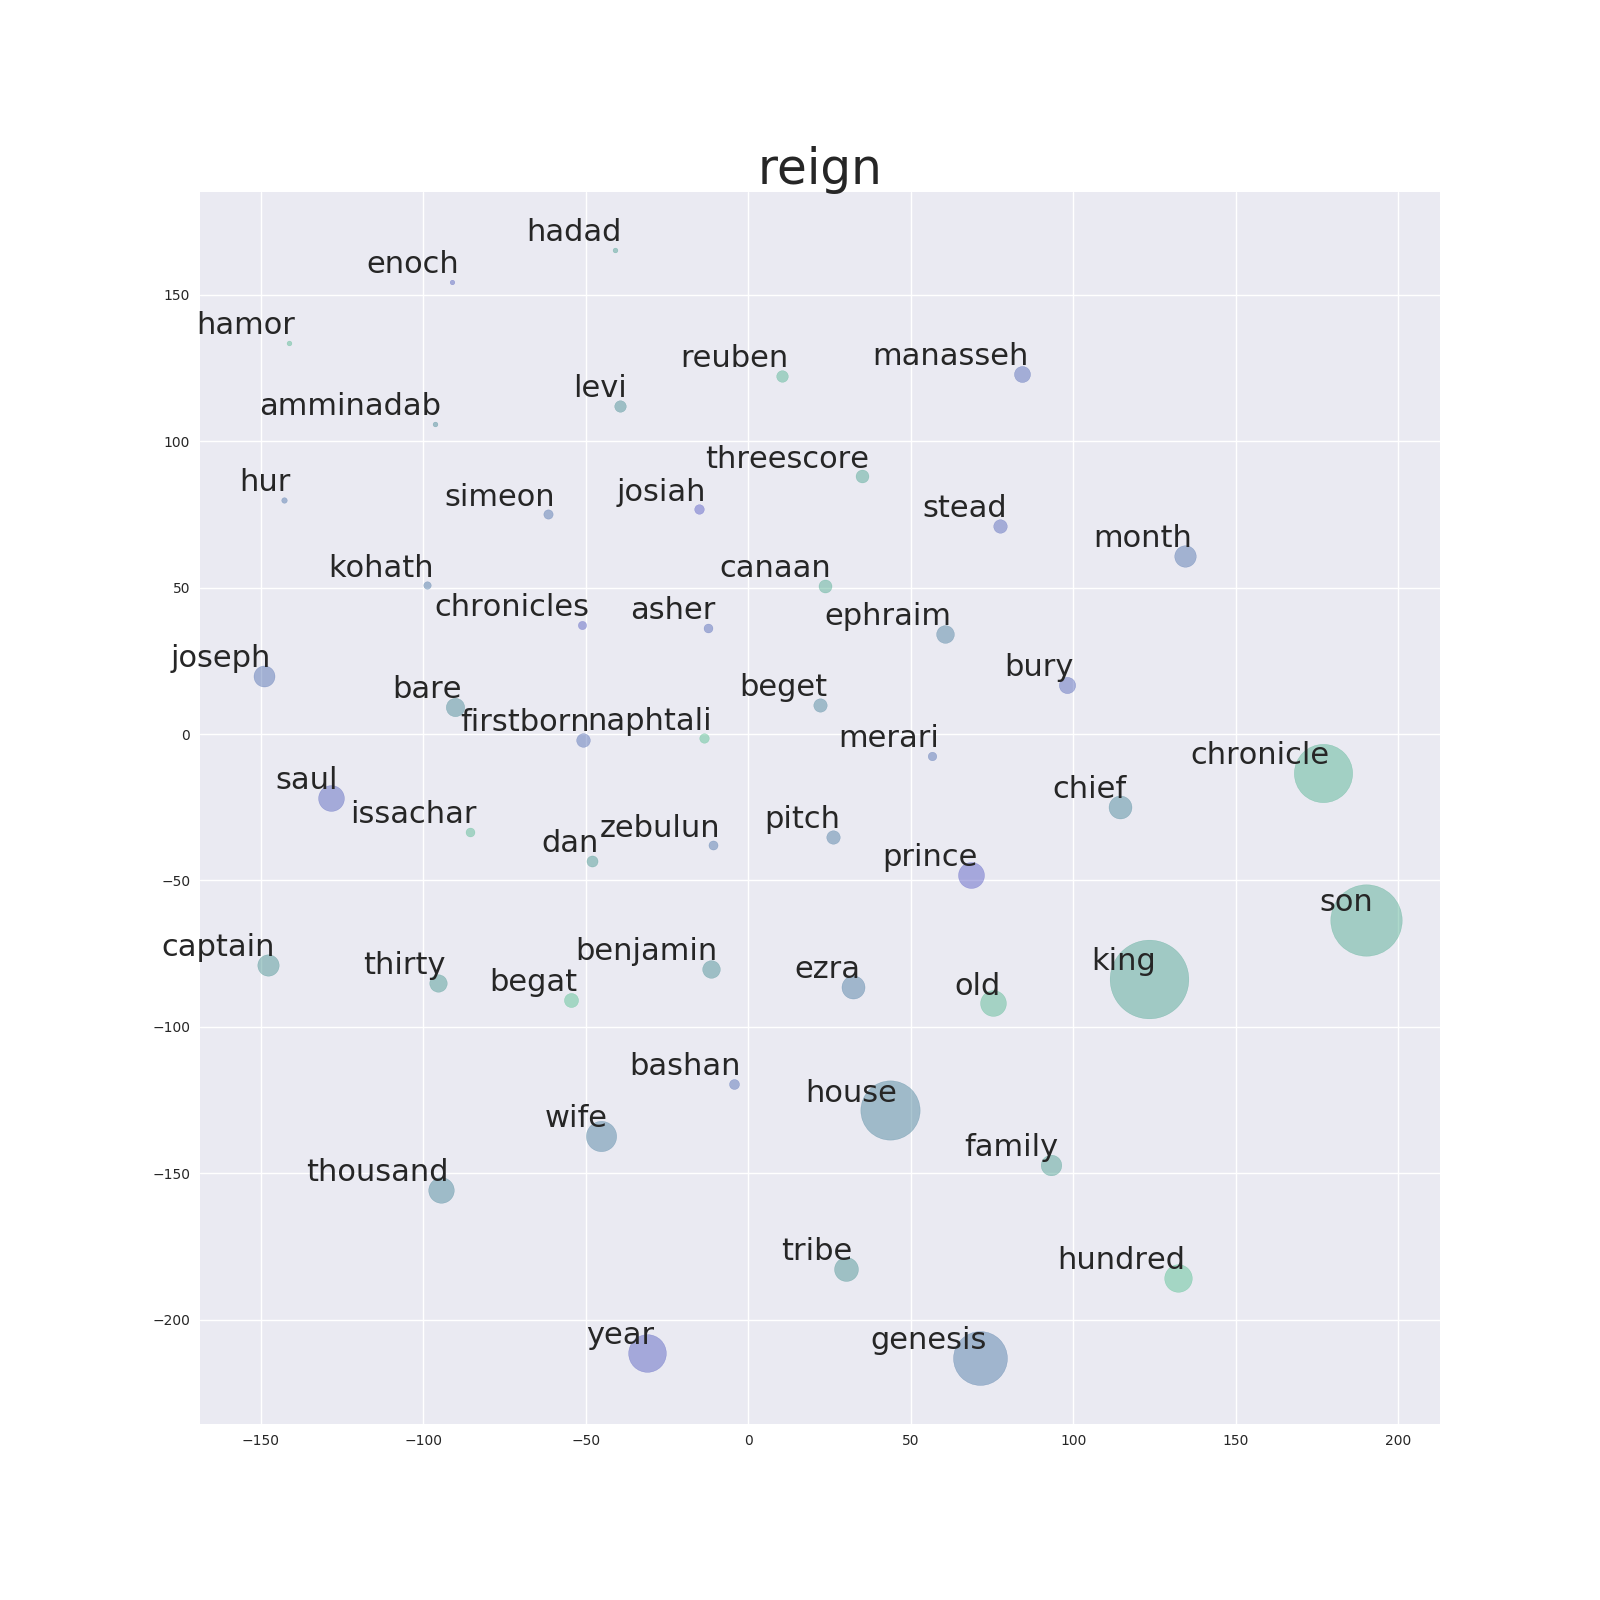 reign
hadad
enoch
150
hamor
reuben
manasseh
levi
amminadab
100
threescore
hur
simeon
josiah
stead
month
kohath
canaan
50
chronicles
asher
ephraim
joseph
bury
bare
beget
firstborn
naphtali
0
merari
chronicle
saul
chief
issachar
pitch
zebulun
dan
prince
−50
son
captain
benjamin
king
thirty
ezra
begat
old
−100
bashan
house
wife
family
thousand
−150
tribe
hundred
−200
year
genesis
−150 −100 −50 0 50 100 150 200